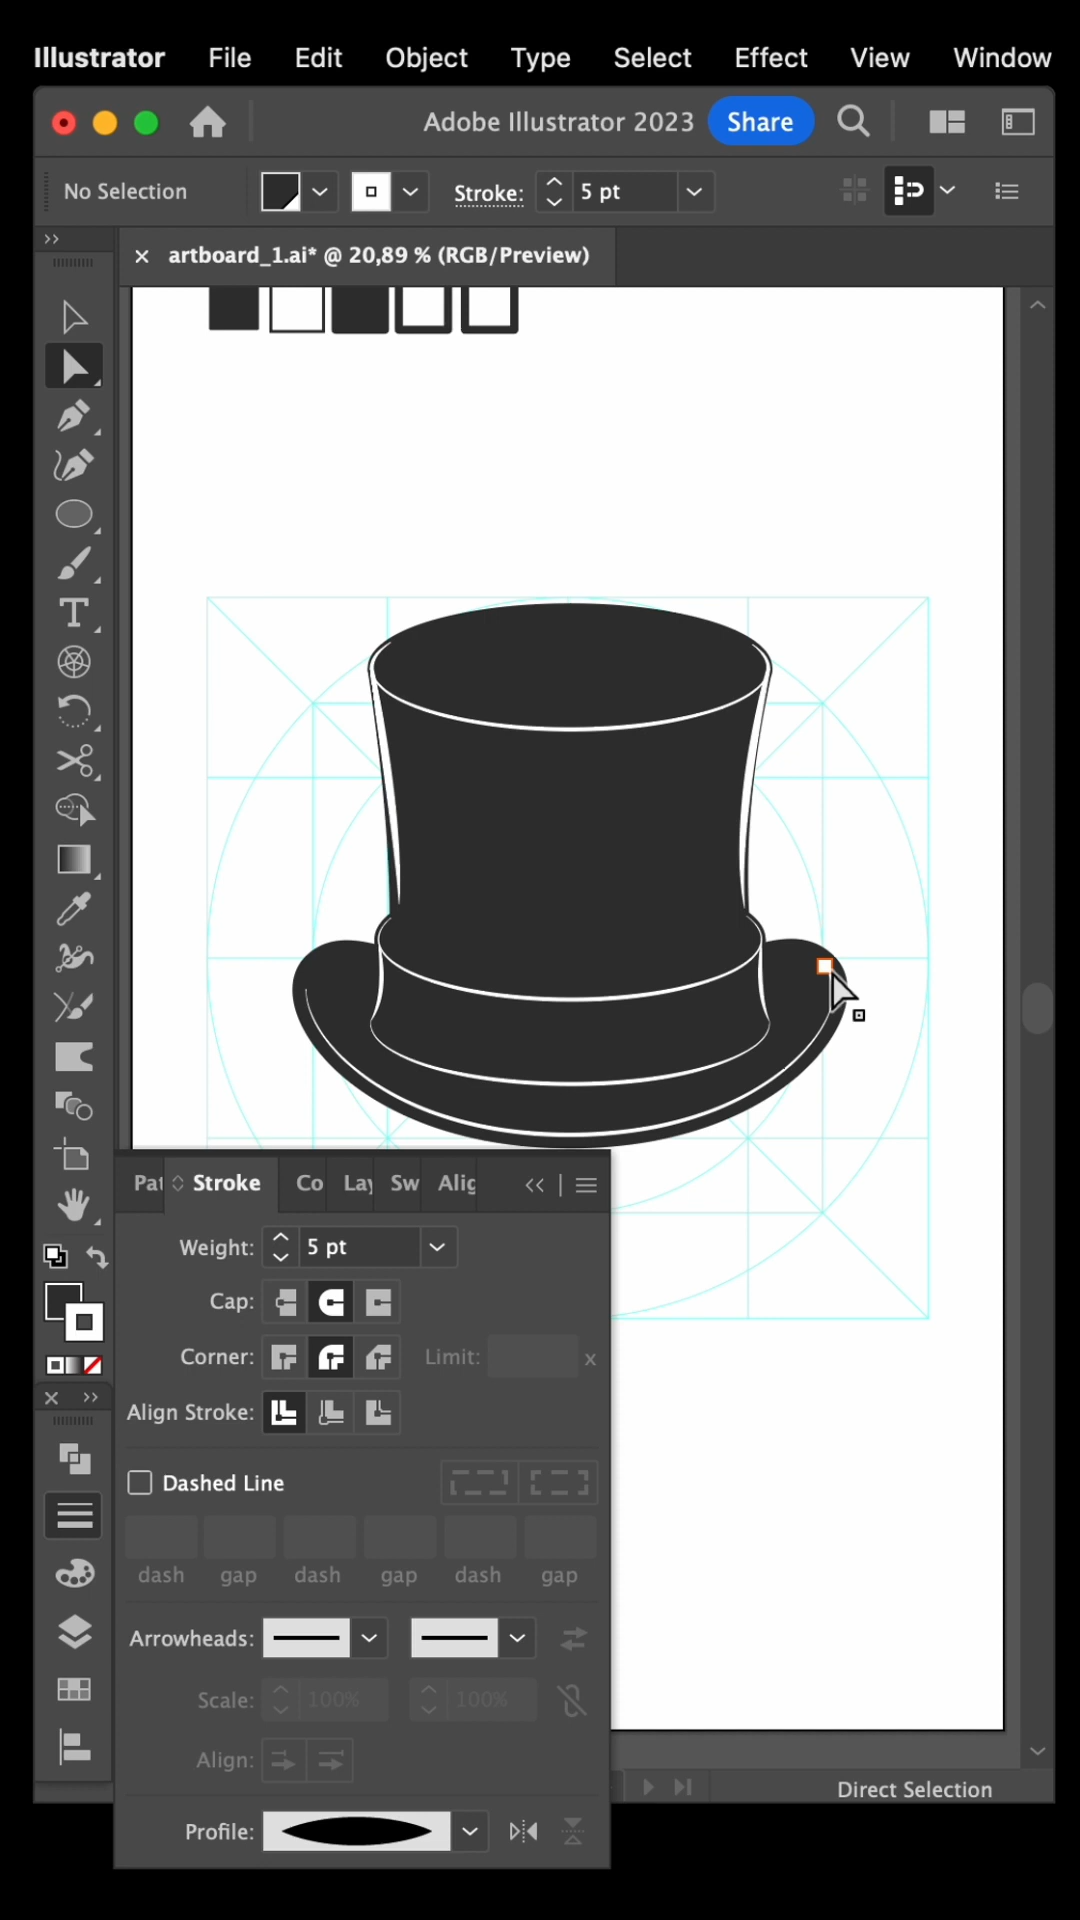 Illustrator File Edit Object Type Select Effect View Window
Adobe Illustrator 2023 Share
No Selection Stroke: 5 pt
× artboard_1.ai* @ 20,89 % (RGB/Preview)
Pat Stroke Co Lay Sw Alig
Weight: 5 pt
Cap:
Corner: Limit: x
Align Stroke:
Dashed Line
dash gap dash gap dash gap
Arrowheads:
Scale: 100% 100%
Align:
Direct Selection
Profile: